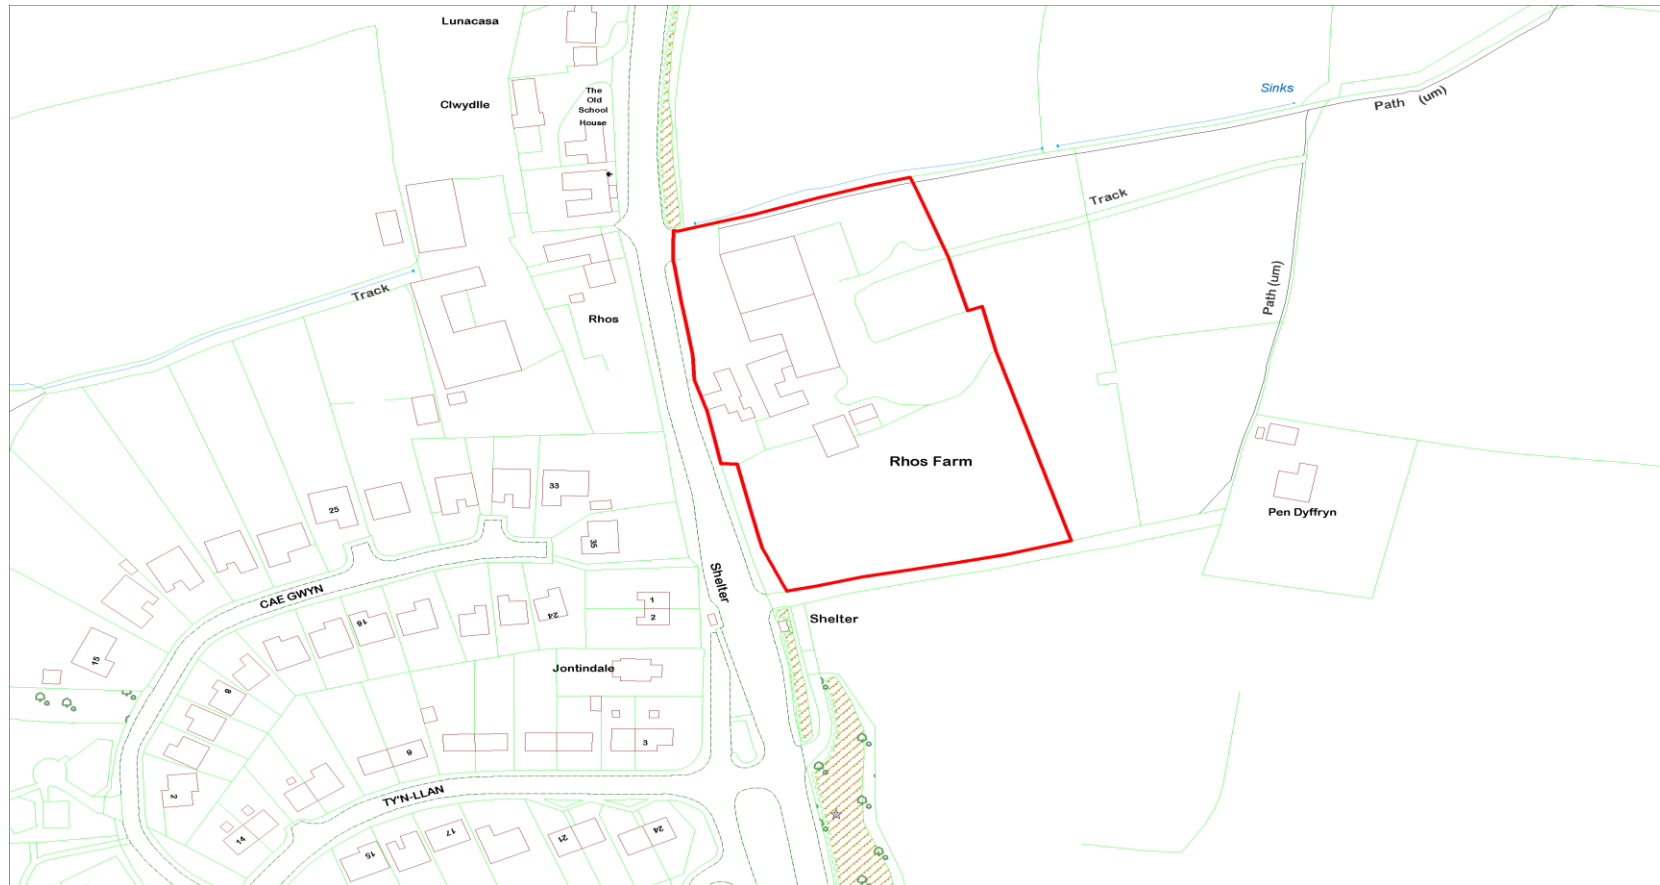 Lunacasa
Clwydlle
The
Old
School
House
Sinks
Path (um)
Track
Track
Path (um)
Rhos
Rhos Farm
Pen Dyffryn
33
25
35
CAE GWYN
Shelter
Shelter
1
2
24
16
15
8
Jontindale
3
9
2
TY'N-LLAN
14
15
17
21
24